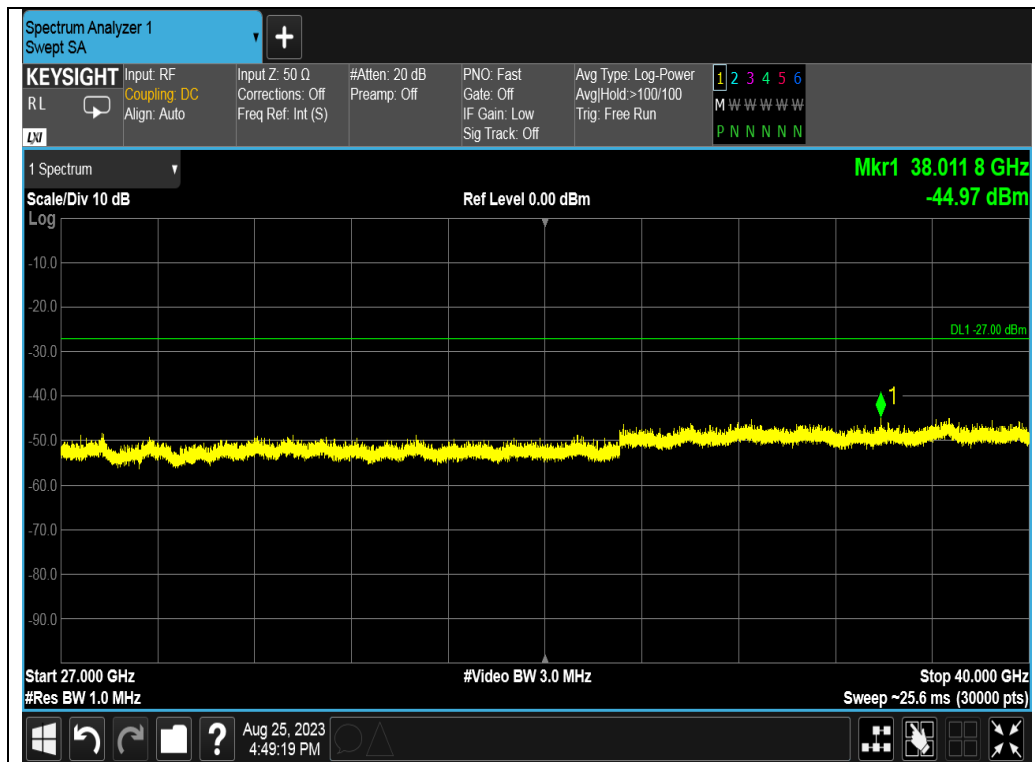 Spectrum Analyzer 1
Swept SA
+
KEYSIGHT
RL
LXI
Input: RF
Coupling: DC
Align: Auto
Input Z: 50 Ω
Corrections: Off
Freq Ref: Int (S)
#Atten: 20 dB
Preamp: Off
PNO: Fast
Gate: Off
IF Gain: Low
Sig Track: Off
Avg Type: Log-Power
Avg|Hold:>100/100
Trig: Free Run
1 2 3 4 5 6
M W W W W W
P N N N N N
1 Spectrum
Mkr1 38.011 8 GHz
-44.97 dBm
Scale/Div 10 dB
Ref Level 0.00 dBm
Log
-10.0
-20.0
DL1 -27.00 dBm
-30.0
-40.0
1
-50.0
-60.0
-70.0
-80.0
-90.0
Start 27.000 GHz
#Video BW 3.0 MHz
Stop 40.000 GHz
#Res BW 1.0 MHz
Sweep ~25.6 ms (30000 pts)
?
Aug 25, 2023
4:49:19 PM